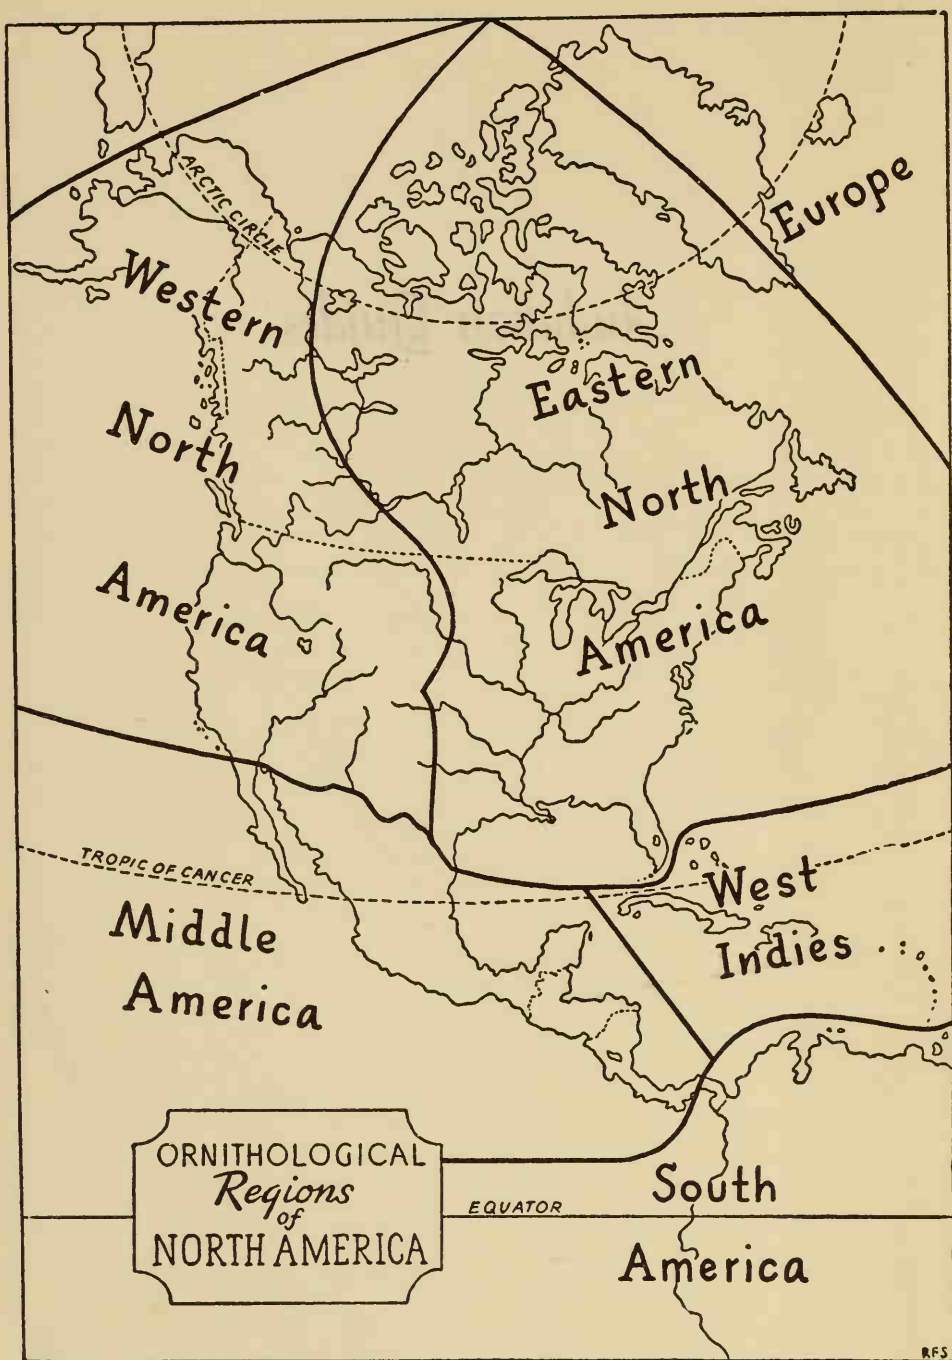 ARCTIC CIRCLE
Europe
Western
North
America
Eastern
North
America
TROPIC OF CANCER
West
Indies
Middle
America
ORNITHOLOGICAL
Regions
of
NORTH AMERICA
EQUATOR
South
America
RFS